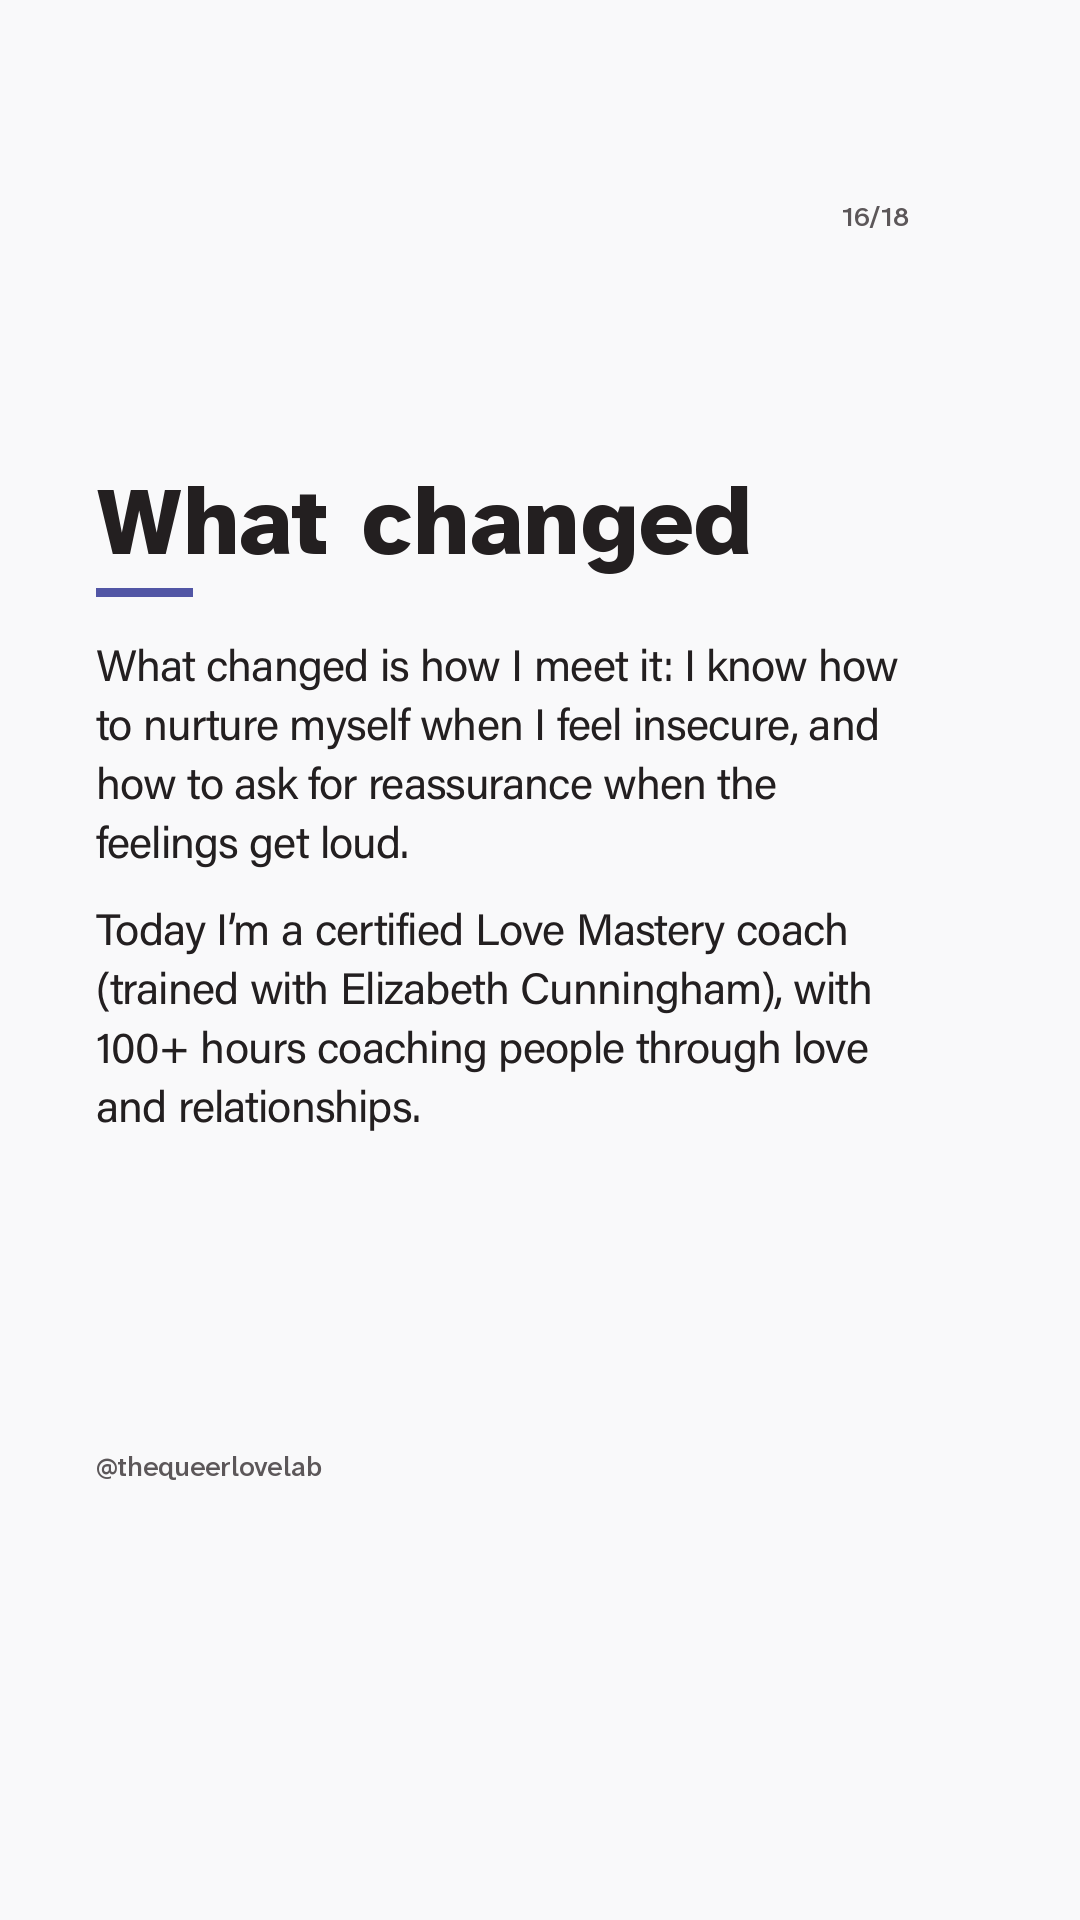 16/18
What changed
What changed is how I meet it: I know how
to nurture myself when I feel insecure, and
how to ask for reassurance when the
feelings get loud.
Today I’m a certified Love Mastery coach
(trained with Elizabeth Cunningham), with
100+ hours coaching people through love
and relationships.
@thequeerlovelab